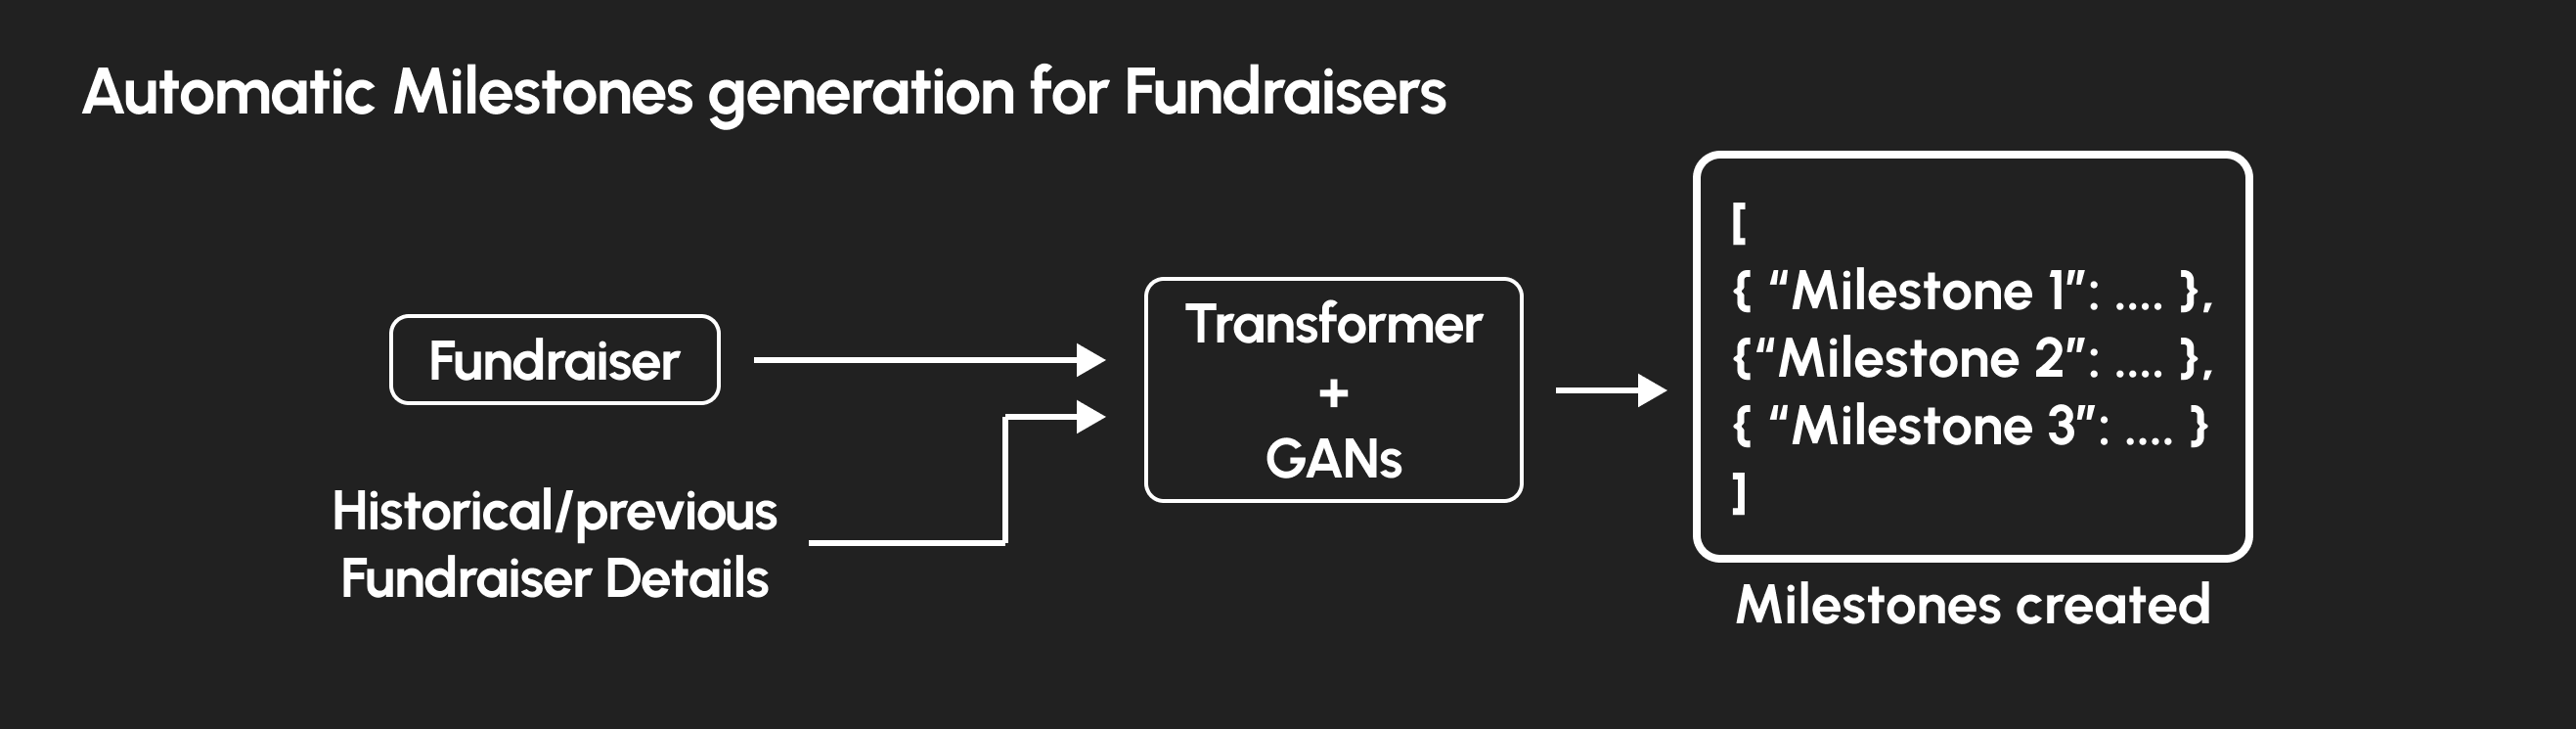 Automatic Milestones generation for Fundraisers
Fundraiser
Historical/previous
Fundraiser Details
Transformer
+
GANs
[
{ “Milestone 1”: .... },
{“Milestone 2”: .... },
{ “Milestone 3”: .... }
]
Milestones created